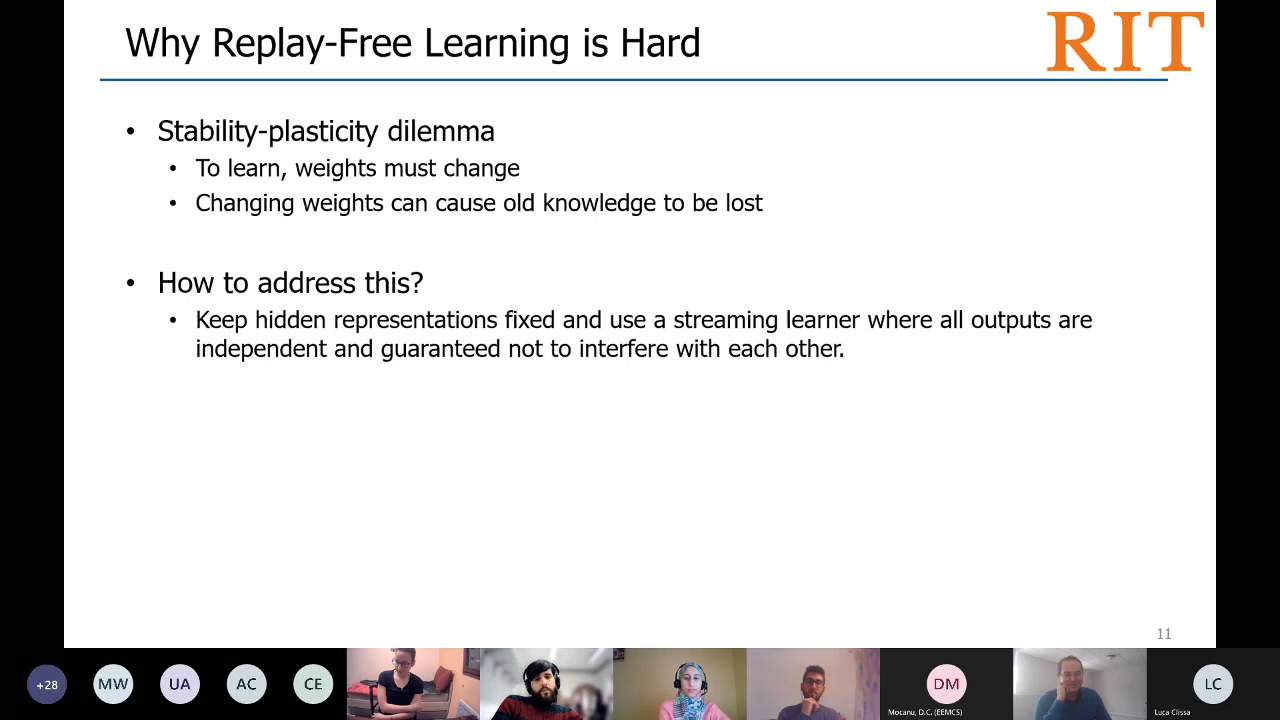 Why Replay-Free Learning is Hard
RIT
• Stability-plasticity dilemma
• To learn, weights must change
• Changing weights can cause old knowledge to be lost
• How to address this?
• Keep hidden representations fixed and use a streaming learner where all outputs are
independent and guaranteed not to interfere with each other.
11
+28
MW
UA
AC
CE
DM
LC
Mocanu, D.C. (EEMCS)
Luca Clissa